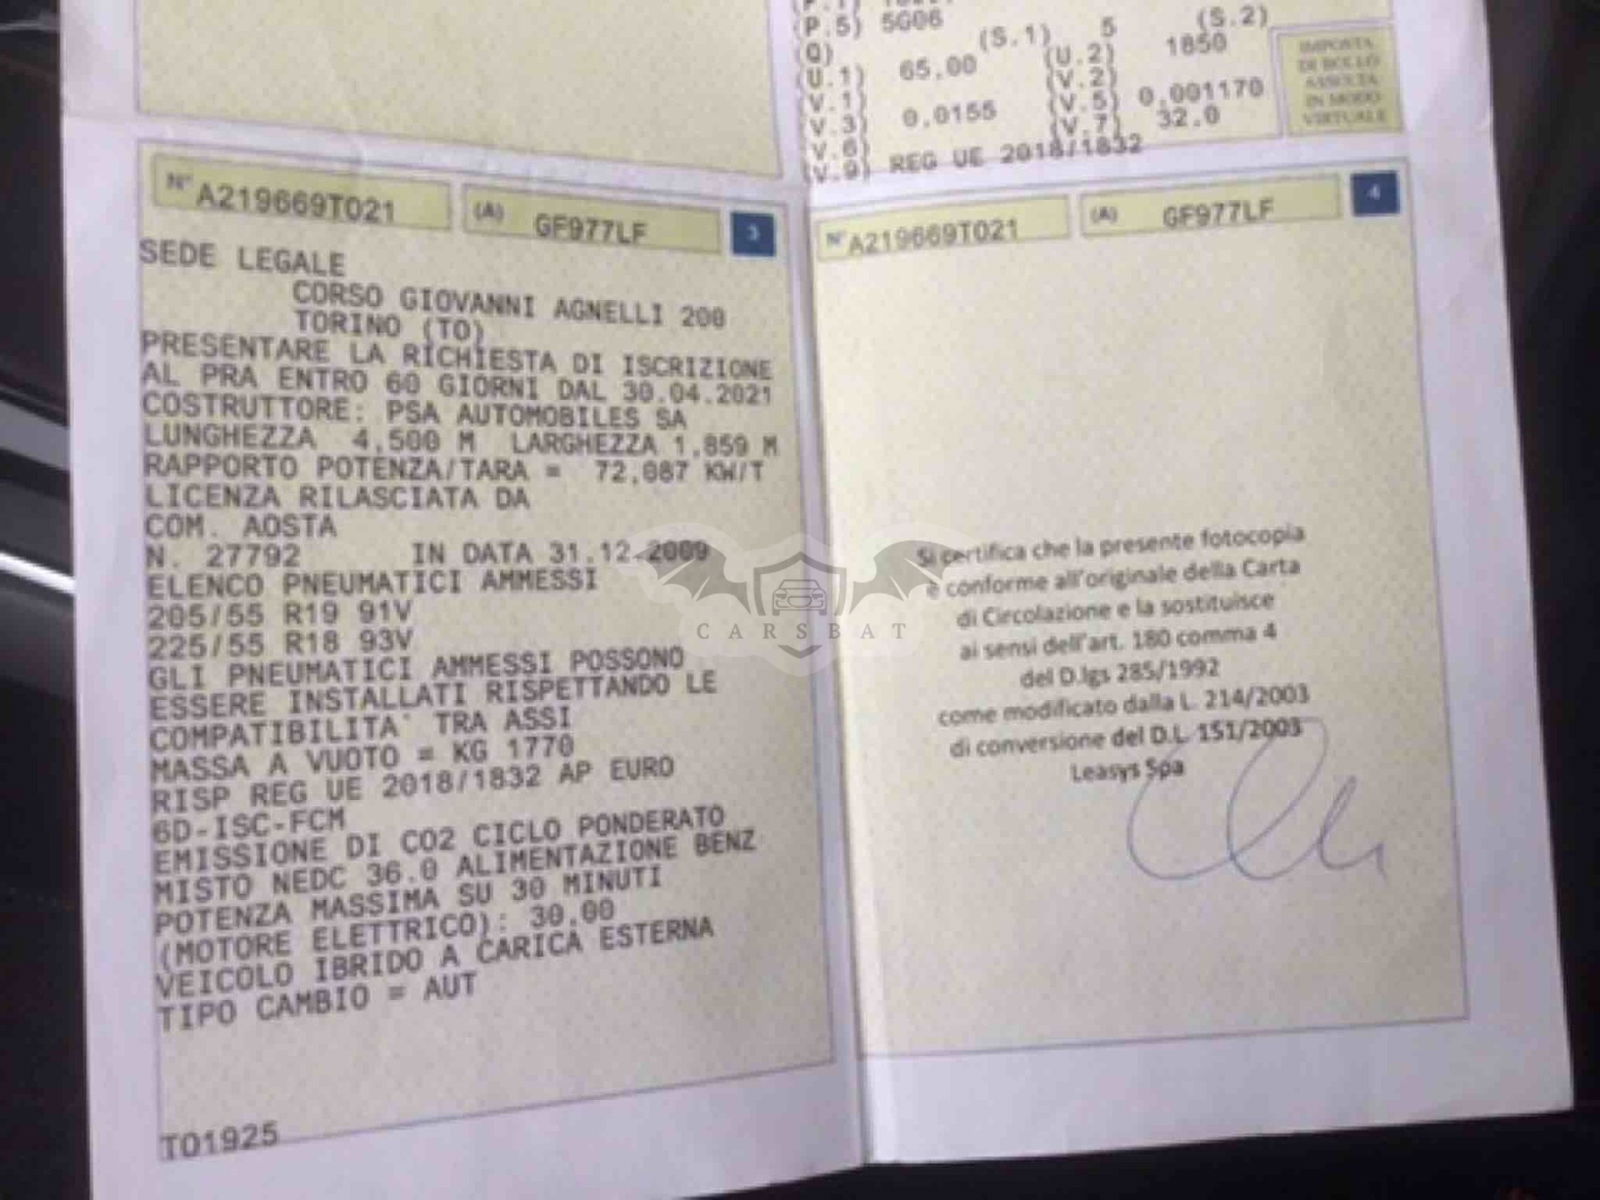 (P.5) 5G06
(S.1) 5 (S.2)
(Q)
(U.1) 65,00 (U.2) 1850
(V.1) (V.2)
(V.3) 0,0155 (V.5) 0,001170
(V.6) (V.7) 32.0
(V.9) REG UE 2018/1832
IMPOSTA
DI BOLLO
ASSOLTA
IN MODO
VIRTUALE
N° A219669TO21 (A) GF977LF 3
SEDE LEGALE
CORSO GIOVANNI AGNELLI 200
TORINO (TO)
PRESENTARE LA RICHIESTA DI ISCRIZIONE
AL PRA ENTRO 60 GIORNI DAL 30.04.2021
COSTRUTTORE: PSA AUTOMOBILES SA
LUNGHEZZA 4,500 M LARGHEZZA 1,859 M
RAPPORTO POTENZA/TARA = 72,087 KW/T
LICENZA RILASCIATA DA
COM. AOSTA
N. 27792 IN DATA 31.12.2009
ELENCO PNEUMATICI AMMESSI
205/55 R19 91V
225/55 R18 93V
GLI PNEUMATICI AMMESSI POSSONO
ESSERE INSTALLATI RISPETTANDO LE
COMPATIBILITA` TRA ASSI
MASSA A VUOTO = KG 1770
RISP REG UE 2018/1832 AP EURO
6D-ISC-FCM
EMISSIONE DI CO2 CICLO PONDERATO
MISTO NEDC 36.0 ALIMENTAZIONE BENZ
POTENZA MASSIMA SU 30 MINUTI
(MOTORE ELETTRICO): 30.00
VEICOLO IBRIDO A CARICA ESTERNA
TIPO CAMBIO = AUT
TO1925
N° A219669TO21 (A) GF977LF 4
Si certifica che la presente fotocopia
è conforme all'originale della Carta
di Circolazione e la sostituisce
ai sensi dell'art. 180 comma 4
del D.lgs 285/1992
come modificato dalla L. 214/2003
di conversione del D.L. 151/2003
Leasys Spa
CARSBAT